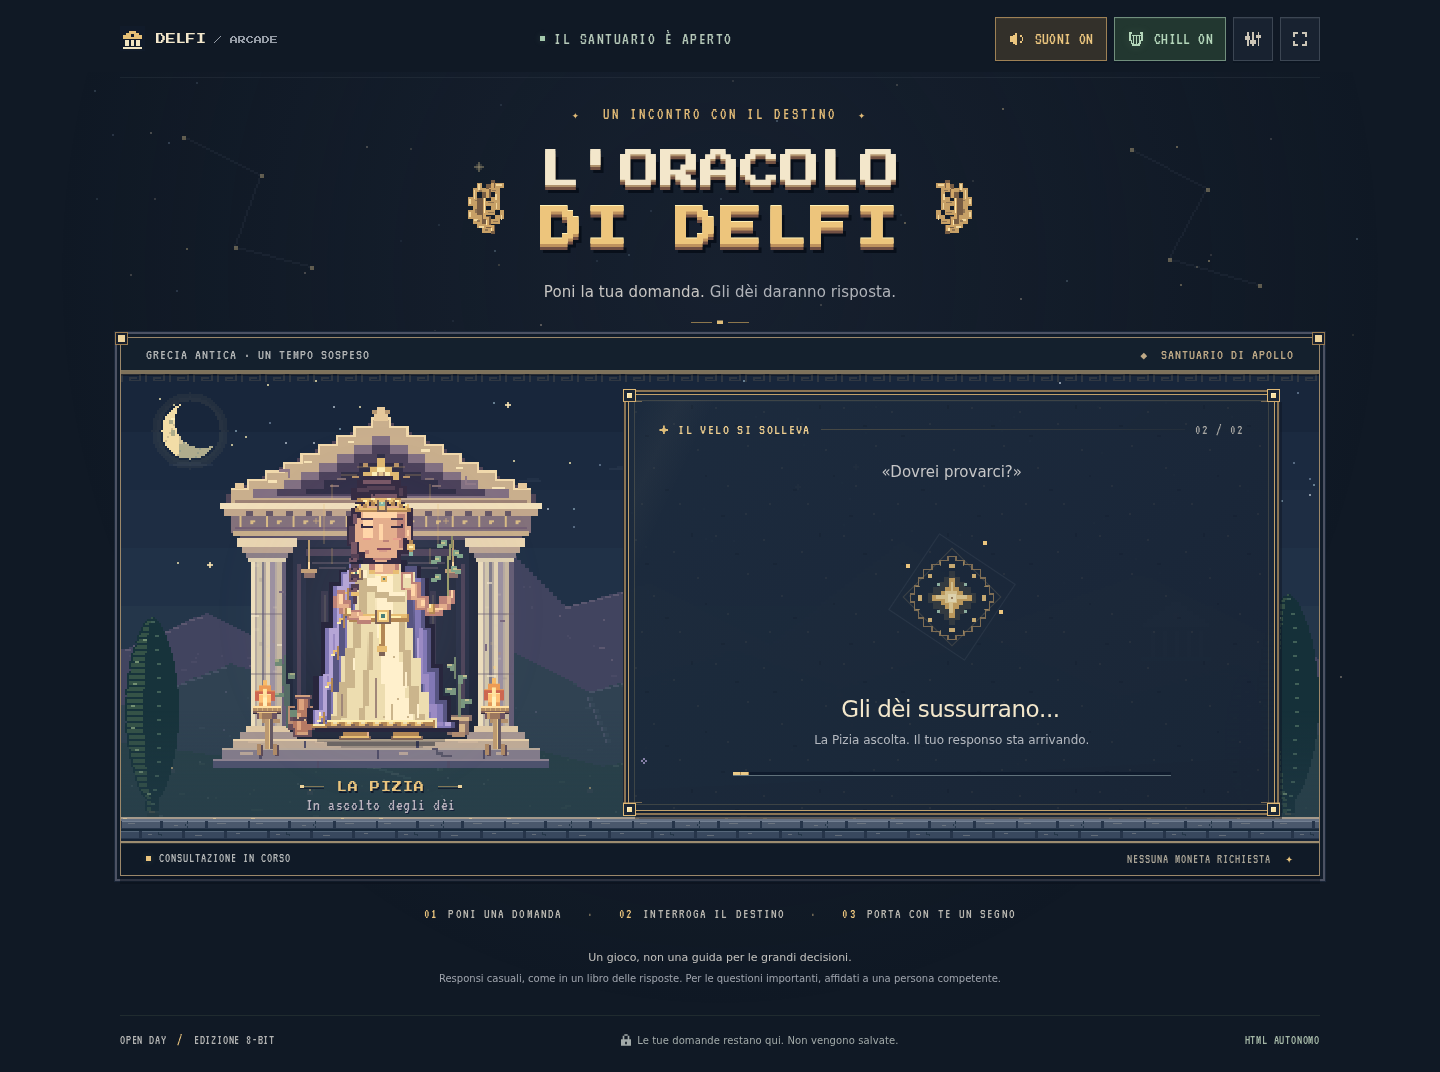 DELFI / ARCADE
IL SANTUARIO È APERTO
SUONI ON
CHILL ON
UN INCONTRO CON IL DESTINO
L'ORACOLO
DI DELFI
Poni la tua domanda. Gli dèi daranno risposta.
GRECIA ANTICA · UN TEMPO SOSPESO
SANTUARIO DI APOLLO
IL VELO SI SOLLEVA
02 / 02
«Dovrei provarci?»
Gli dèi sussurrano...
La Pizia ascolta. Il tuo responso sta arrivando.
LA PIZIA
In ascolto degli dèi
CONSULTAZIONE IN CORSO
NESSUNA MONETA RICHIESTA
01 PONI UNA DOMANDA · 02 INTERROGA IL DESTINO · 03 PORTA CON TE UN SEGNO
Un gioco, non una guida per le grandi decisioni.
Responsi casuali, come in un libro delle risposte. Per le questioni importanti, affidati a una persona competente.
OPEN DAY / EDIZIONE 8-BIT
Le tue domande restano qui. Non vengono salvate.
HTML AUTONOMO